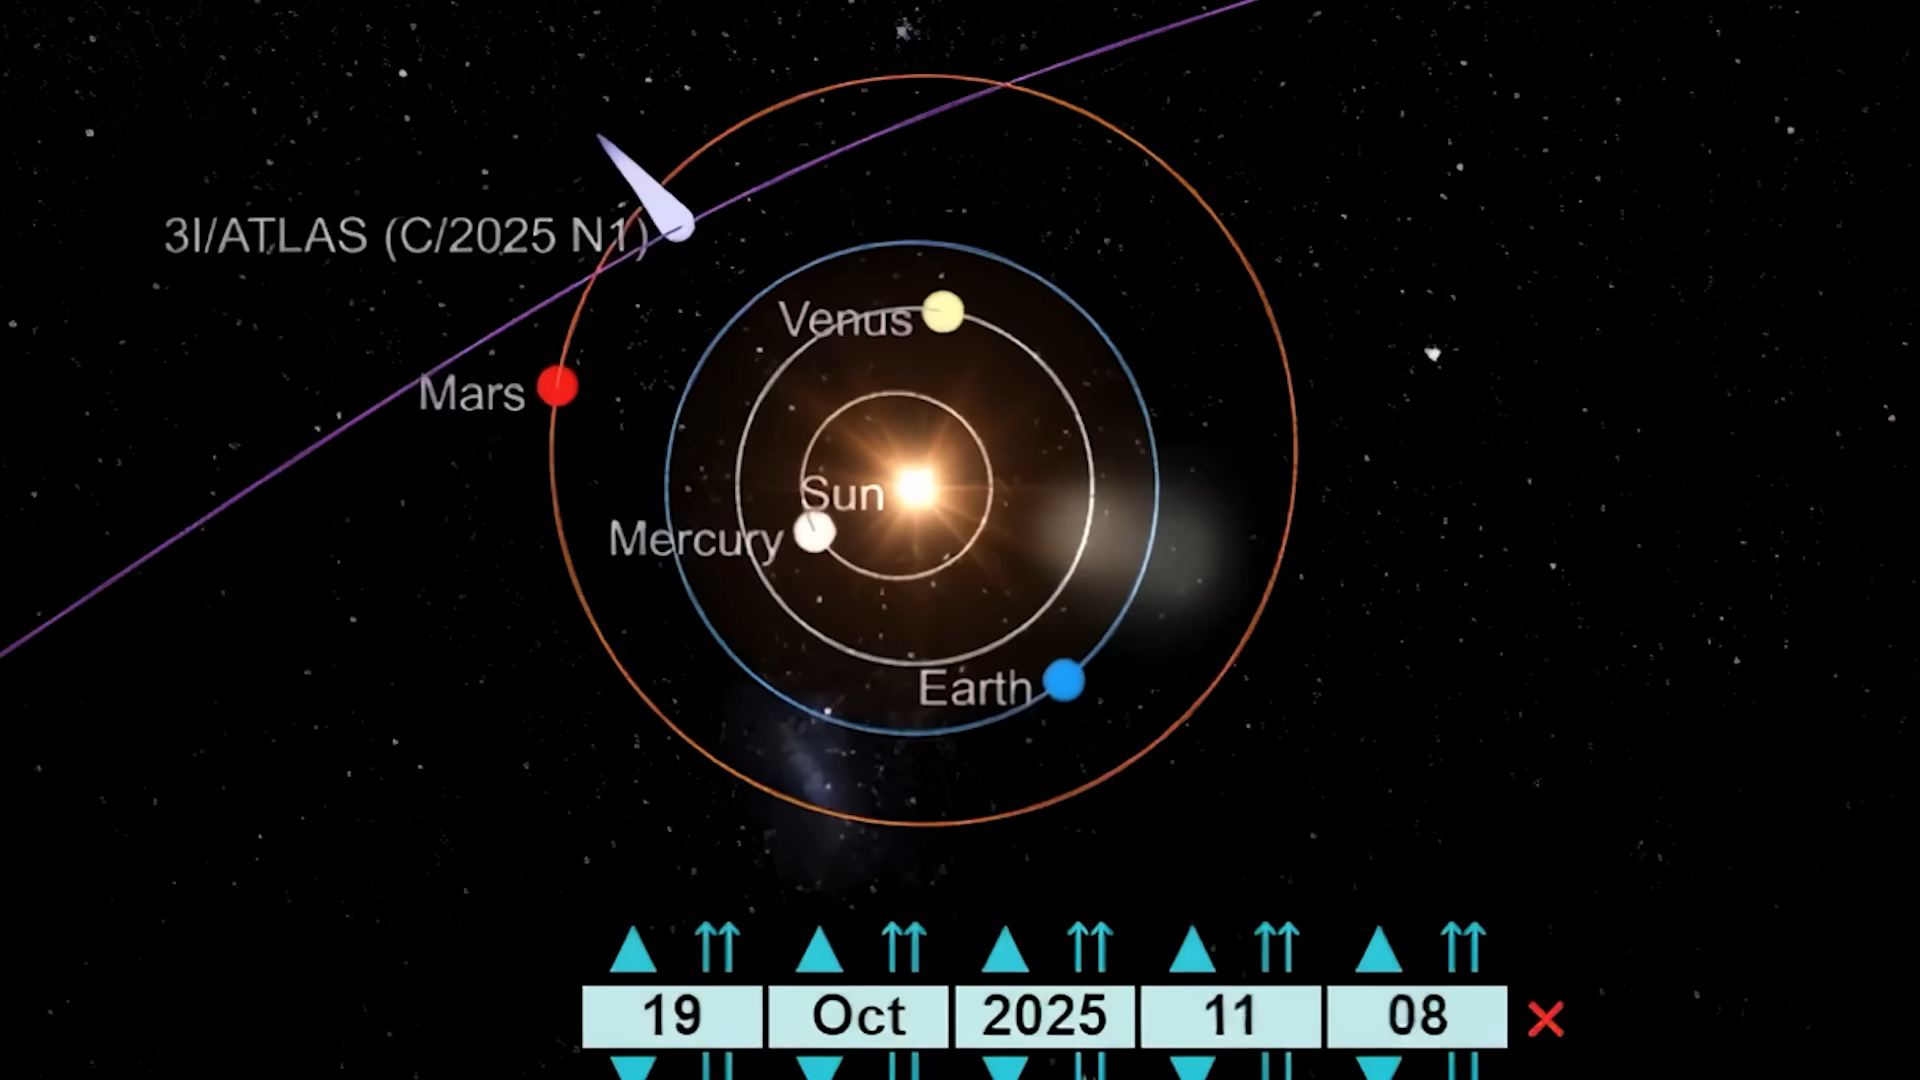 3I/ATLAS (C/2025 N1)
Venus
Mars
Sun
Mercury
Earth
19 Oct 2025 11 08